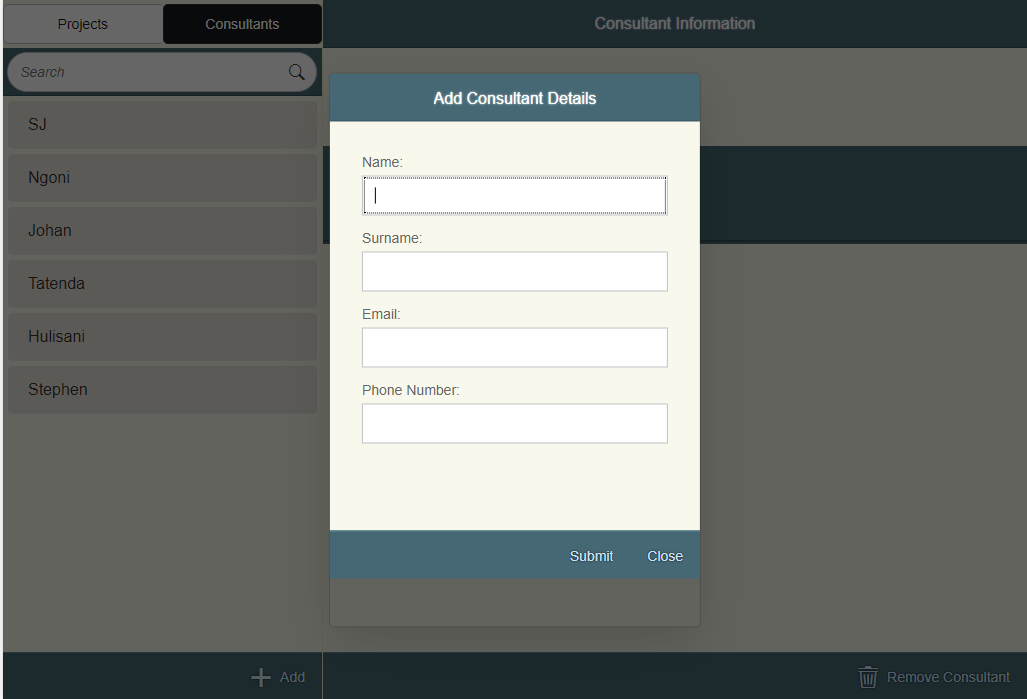 Projects
Consultants
Consultant Information
Search
SJ
Ngoni
Johan
Tatenda
Hulisani
Stephen
Add Consultant Details
Name:
Surname:
Email:
Phone Number:
Submit
Close
Add
Remove Consultant